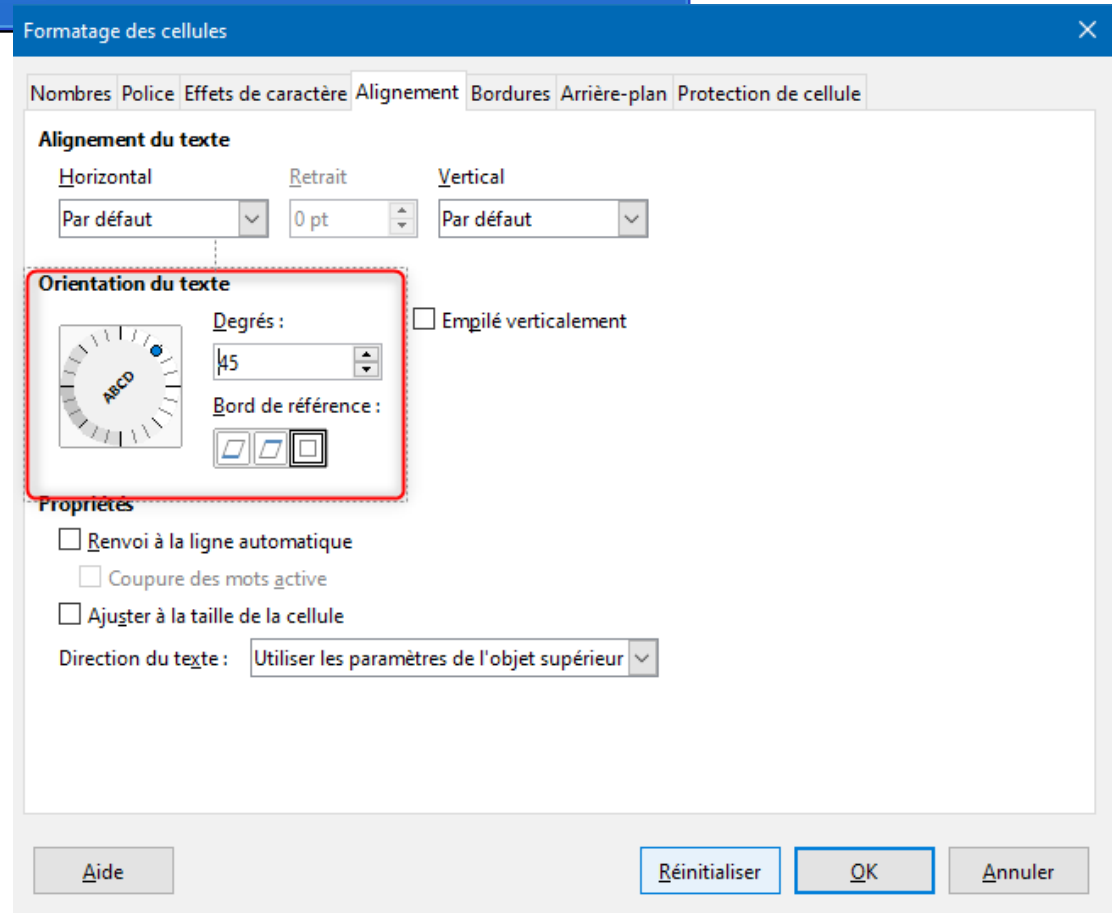 Formatage des cellules
Nombres Police Effets de caractère Alignement Bordures Arrière-plan Protection de cellule
Alignement du texte
Horizontal Retrait Vertical
Par défaut 0 pt Par défaut
Orientation du texte
Degrés : Empilé verticalement
ABCD 45
Bord de référence :
Propriétés
Renvoi à la ligne automatique
Coupure des mots active
Ajuster à la taille de la cellule
Direction du texte : Utiliser les paramètres de l'objet supérieur
Aide Réinitialiser OK Annuler